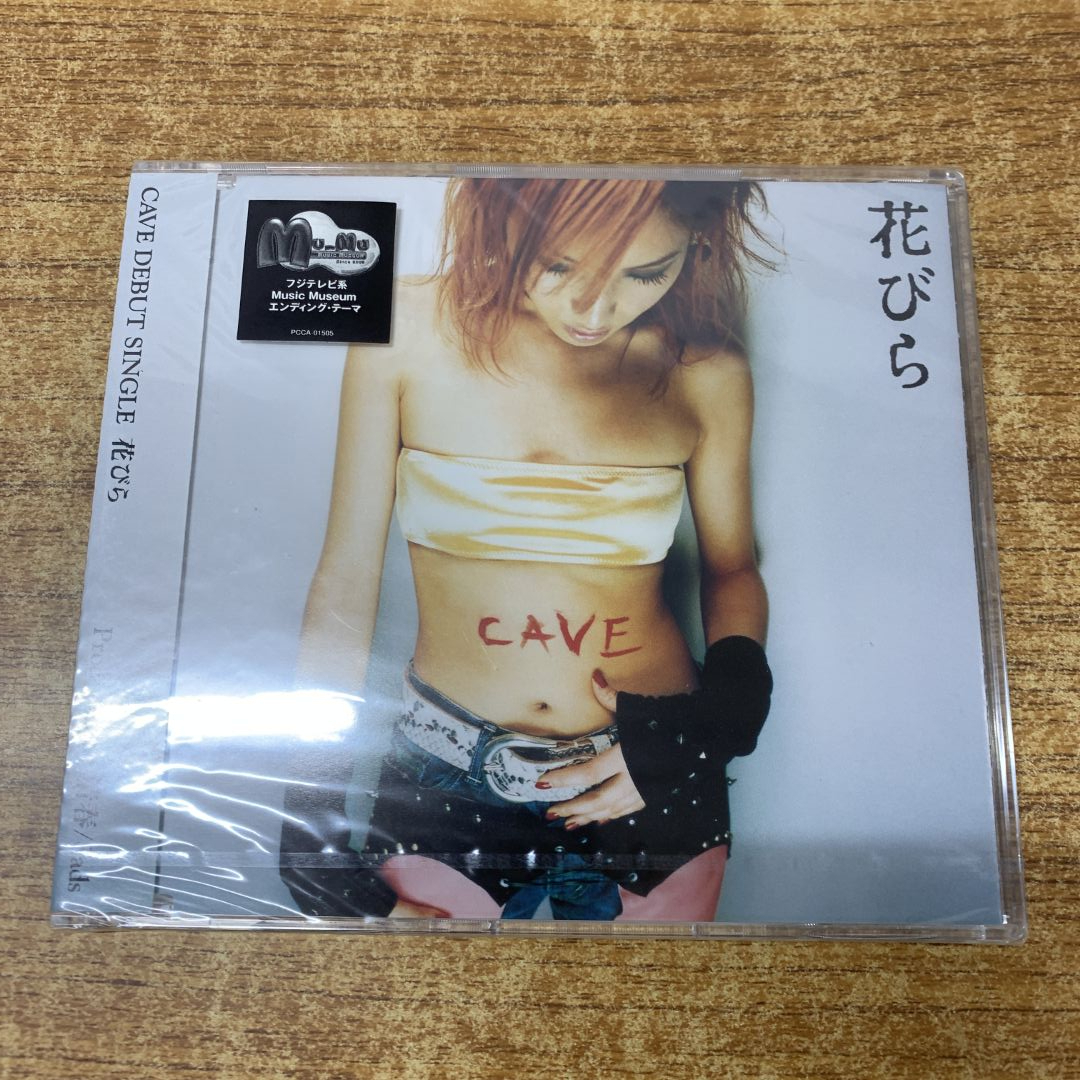 CAVE DEBUT SINGLE 花びら
Mu-Mu
MUSIC MUSEUM
フジテレビ系
Music Museum
エンディング・テーマ
PCCA-01505
花びら
CAVE